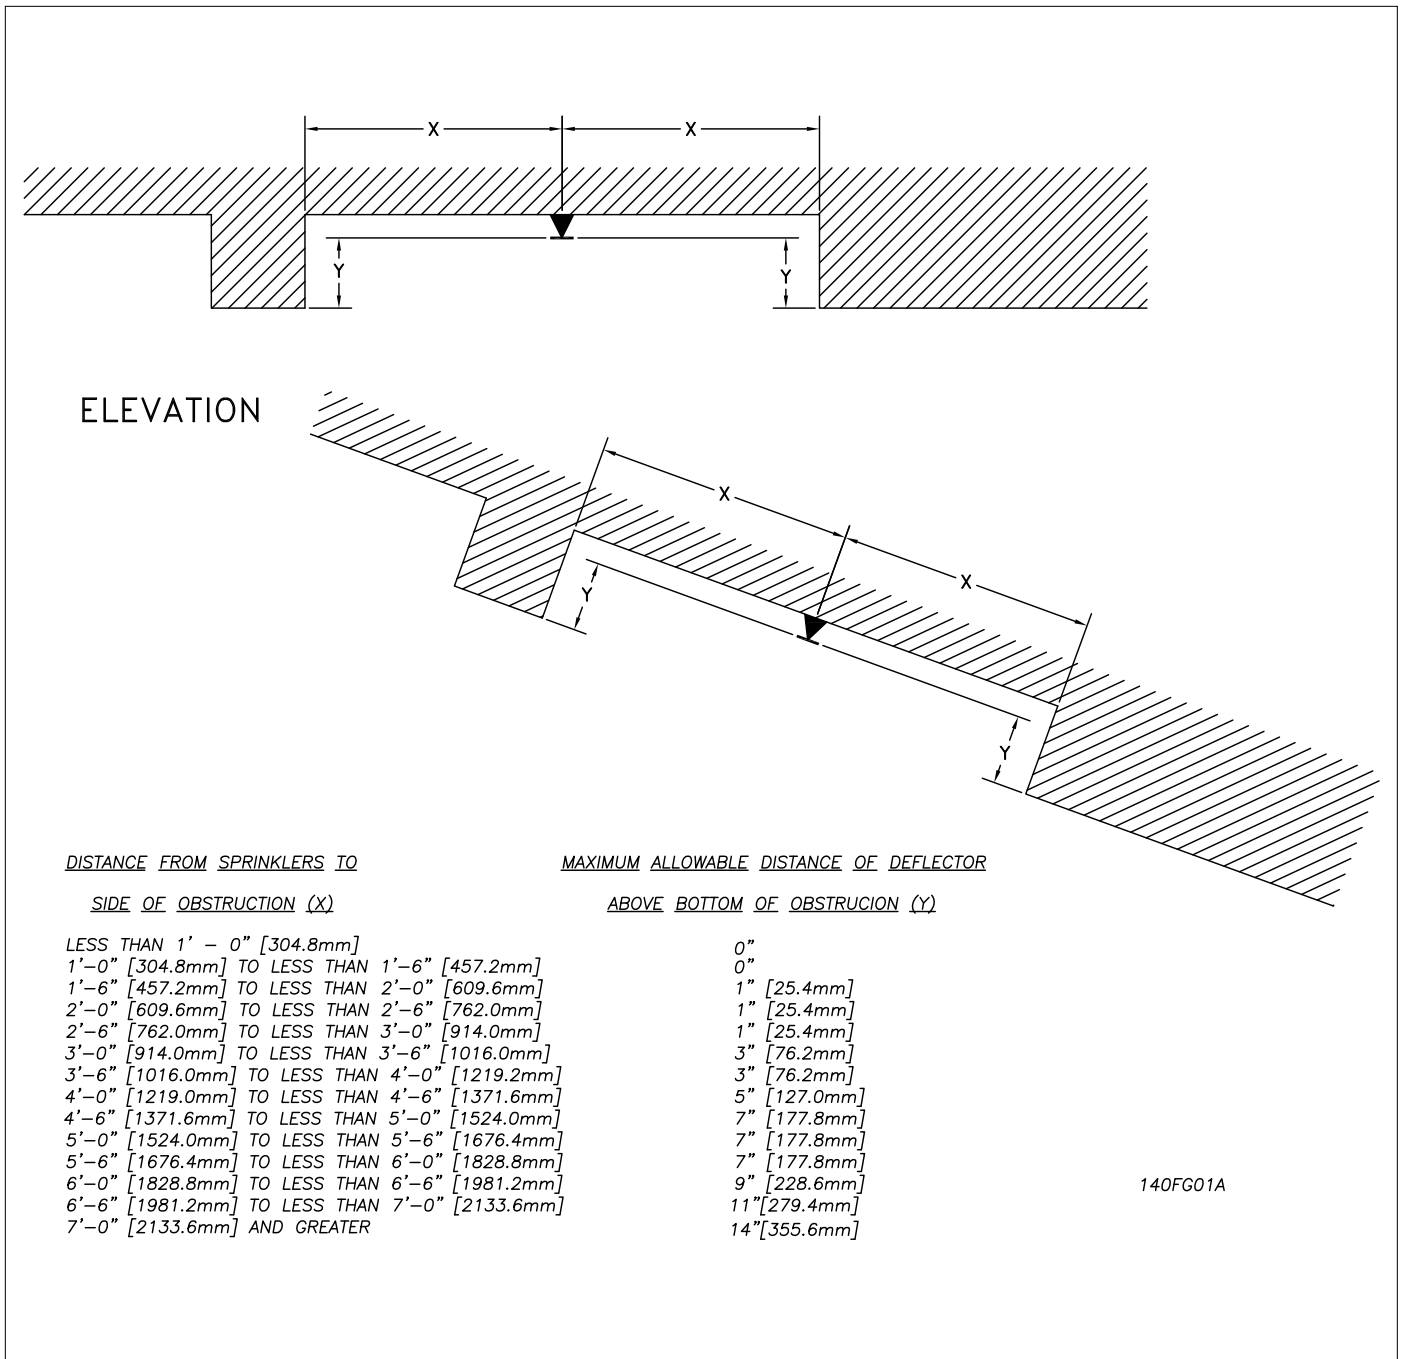 X X
Y Y
ELEVATION
X
X
Y
Y
DISTANCE FROM SPRINKLERS TO MAXIMUM ALLOWABLE DISTANCE OF DEFLECTOR
SIDE OF OBSTRUCTION (X) ABOVE BOTTOM OF OBSTRUCION (Y)
LESS THAN 1' - 0" [304.8mm] 0"
1'-0" [304.8mm] TO LESS THAN 1'-6" [457.2mm] 0"
1'-6" [457.2mm] TO LESS THAN 2'-0" [609.6mm] 1" [25.4mm]
2'-0" [609.6mm] TO LESS THAN 2'-6" [762.0mm] 1" [25.4mm]
2'-6" [762.0mm] TO LESS THAN 3'-0" [914.0mm] 1" [25.4mm]
3'-0" [914.0mm] TO LESS THAN 3'-6" [1016.0mm] 3" [76.2mm]
3'-6" [1016.0mm] TO LESS THAN 4'-0" [1219.2mm] 3" [76.2mm]
4'-0" [1219.0mm] TO LESS THAN 4'-6" [1371.6mm] 5" [127.0mm]
4'-6" [1371.6mm] TO LESS THAN 5'-0" [1524.0mm] 7" [177.8mm]
5'-0" [1524.0mm] TO LESS THAN 5'-6" [1676.4mm] 7" [177.8mm]
5'-6" [1676.4mm] TO LESS THAN 6'-0" [1828.8mm] 7" [177.8mm]
6'-0" [1828.8mm] TO LESS THAN 6'-6" [1981.2mm] 9" [228.6mm] 140FG01A
6'-6" [1981.2mm] TO LESS THAN 7'-0" [2133.6mm] 11"[279.4mm]
7'-0" [2133.6mm] AND GREATER 14"[355.6mm]